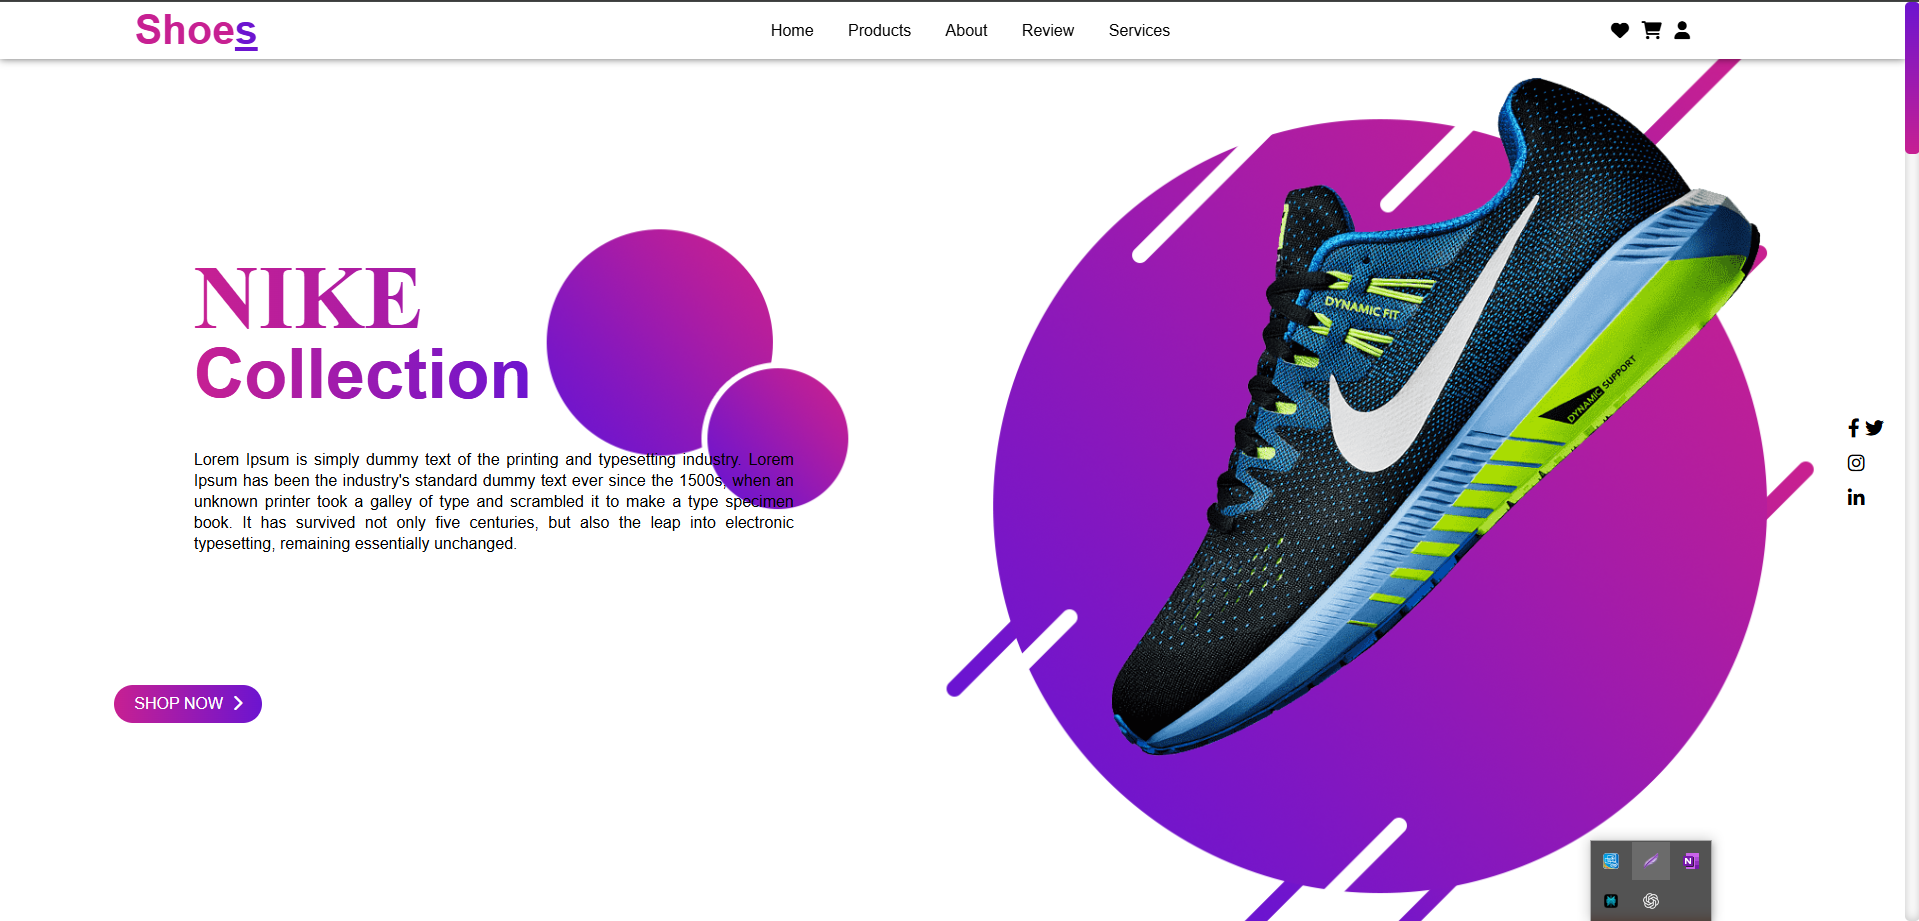 Shoes
Home
Products
About
Review
Services
NIKE
Collection
Lorem Ipsum is simply dummy text of the printing and typesetting industry. Lorem
Ipsum has been the industry's standard dummy text ever since the 1500s, when an
unknown printer took a galley of type and scrambled it to make a type specimen
book. It has survived not only five centuries, but also the leap into electronic
typesetting, remaining essentially unchanged.
SHOP NOW
DYNAMIC FIT
DYNAMIC SUPPORT
N